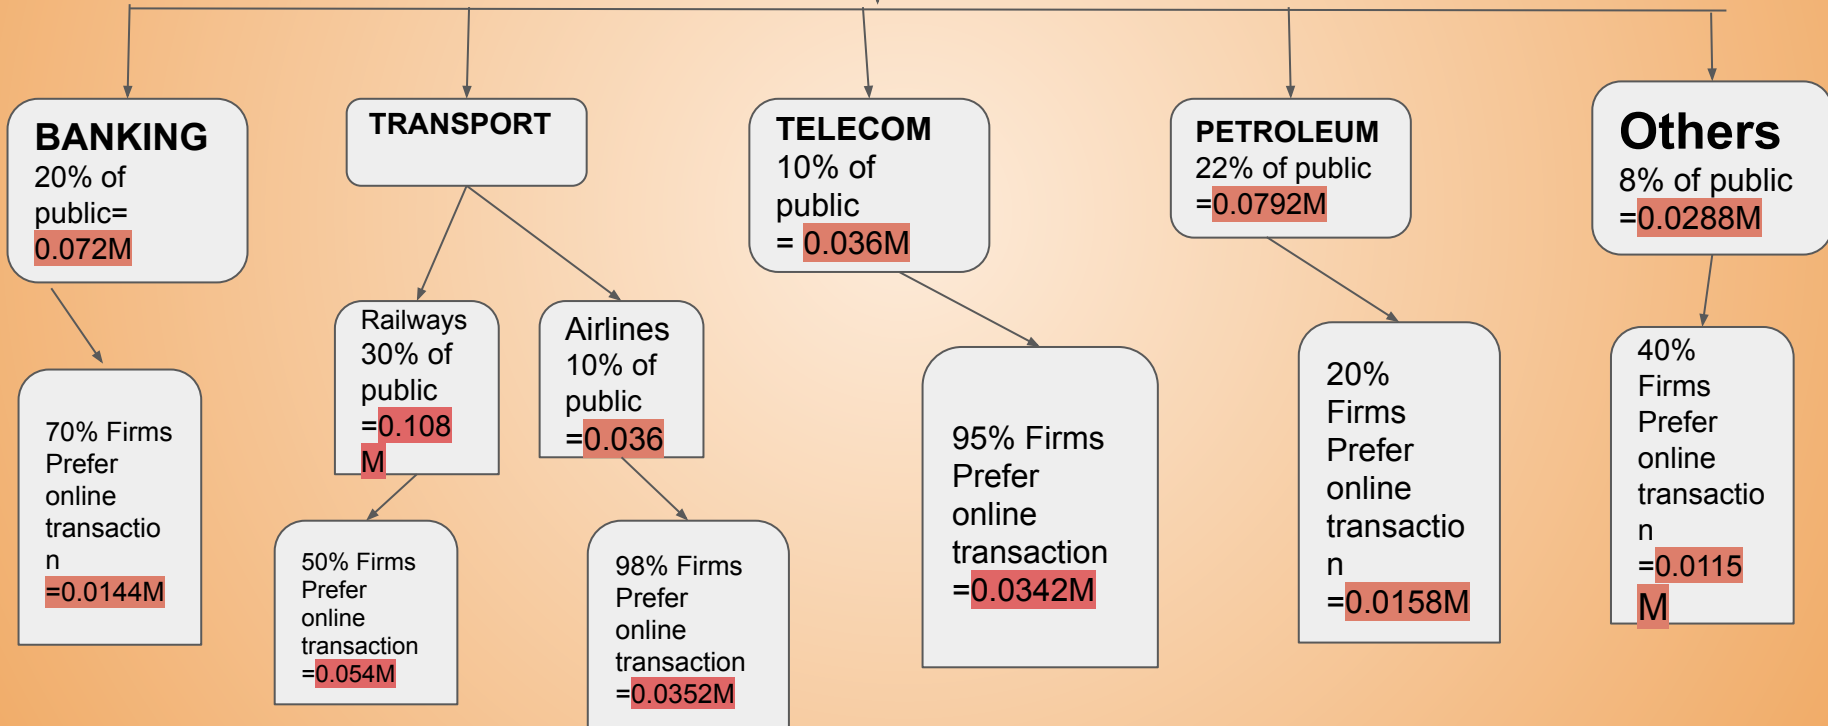 BANKING
20% of
public=
0.072M
TRANSPORT
TELECOM
10% of
public
= 0.036M
PETROLEUM
22% of public
=0.0792M
Others
8% of public
=0.0288M
Railways
30% of
public
=0.108
M
Airlines
10% of
public
=0.036
70% Firms
Prefer
online
transactio
n
=0.0144M
50% Firms
Prefer
online
transaction
=0.054M
98% Firms
Prefer
online
transaction
=0.0352M
95% Firms
Prefer
online
transaction
=0.0342M
20%
Firms
Prefer
online
transactio
n
=0.0158M
40%
Firms
Prefer
online
transactio
n
=0.0115
M